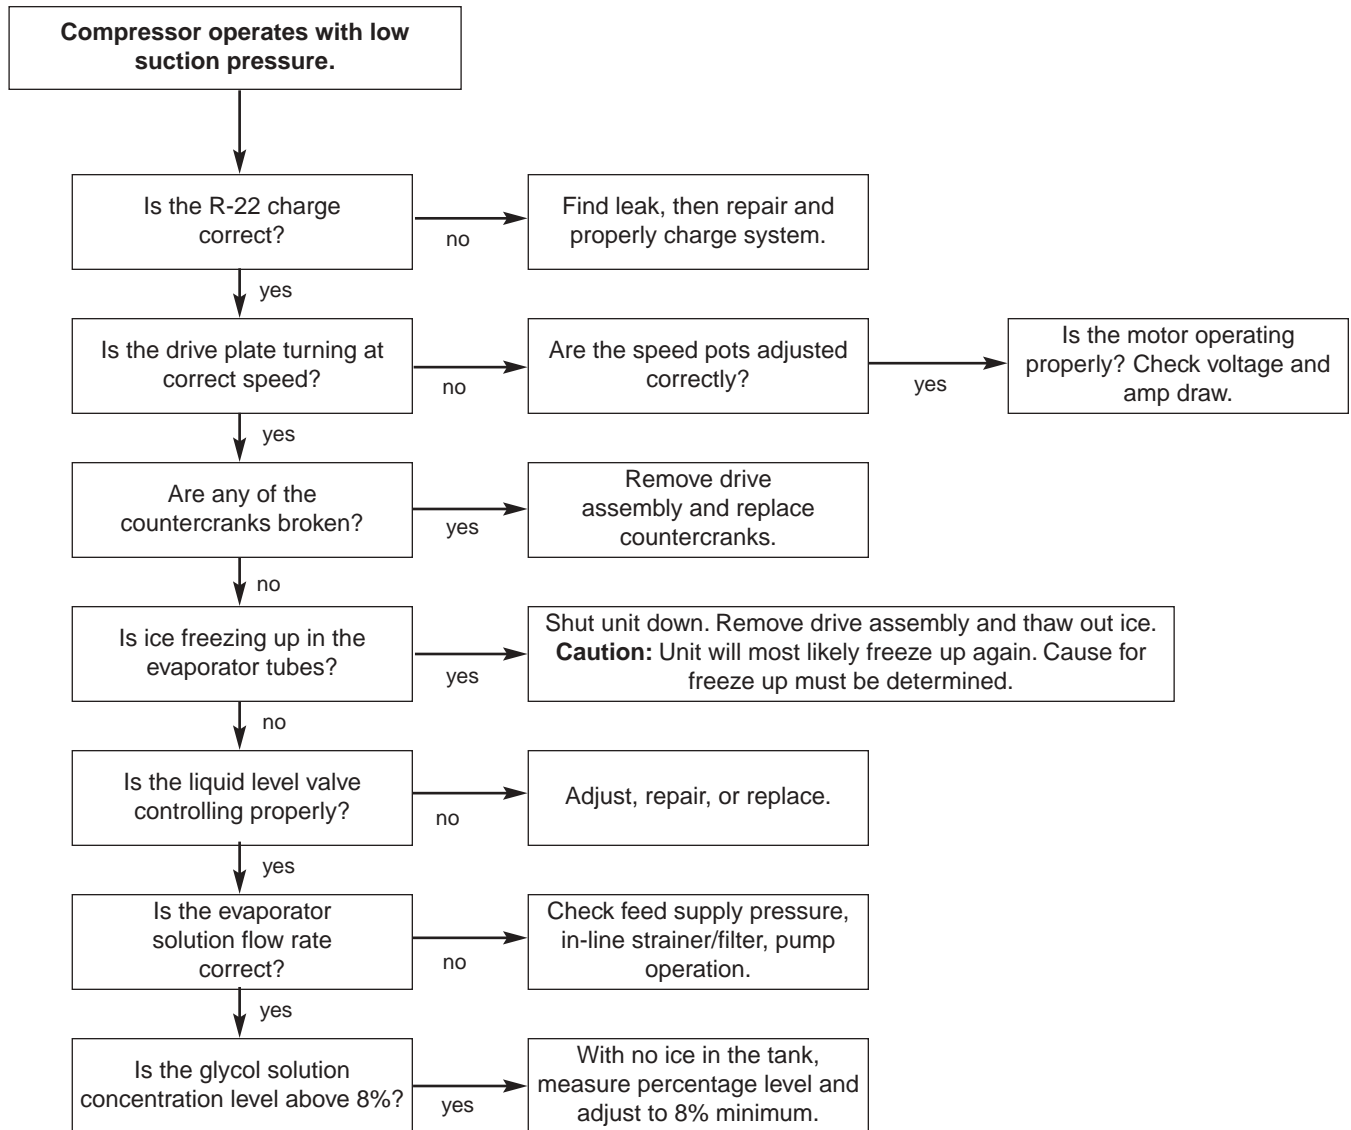 Compressor operates with low
suction pressure.
Is the R-22 charge
correct?
no
Find leak, then repair and
properly charge system.
yes
Is the drive plate turning at
correct speed?
no
Are the speed pots adjusted
correctly?
yes
Is the motor operating
properly? Check voltage and
amp draw.
yes
Are any of the
countercranks broken?
yes
Remove drive
assembly and replace
countercranks.
no
Is ice freezing up in the
evaporator tubes?
yes
Shut unit down. Remove drive assembly and thaw out ice.
Caution: Unit will most likely freeze up again. Cause for
freeze up must be determined.
no
Is the liquid level valve
controlling properly?
no
Adjust, repair, or replace.
yes
Is the evaporator
solution flow rate
correct?
no
Check feed supply pressure,
in-line strainer/filter, pump
operation.
yes
Is the glycol solution
concentration level above 8%?
yes
With no ice in the tank,
measure percentage level and
adjust to 8% minimum.